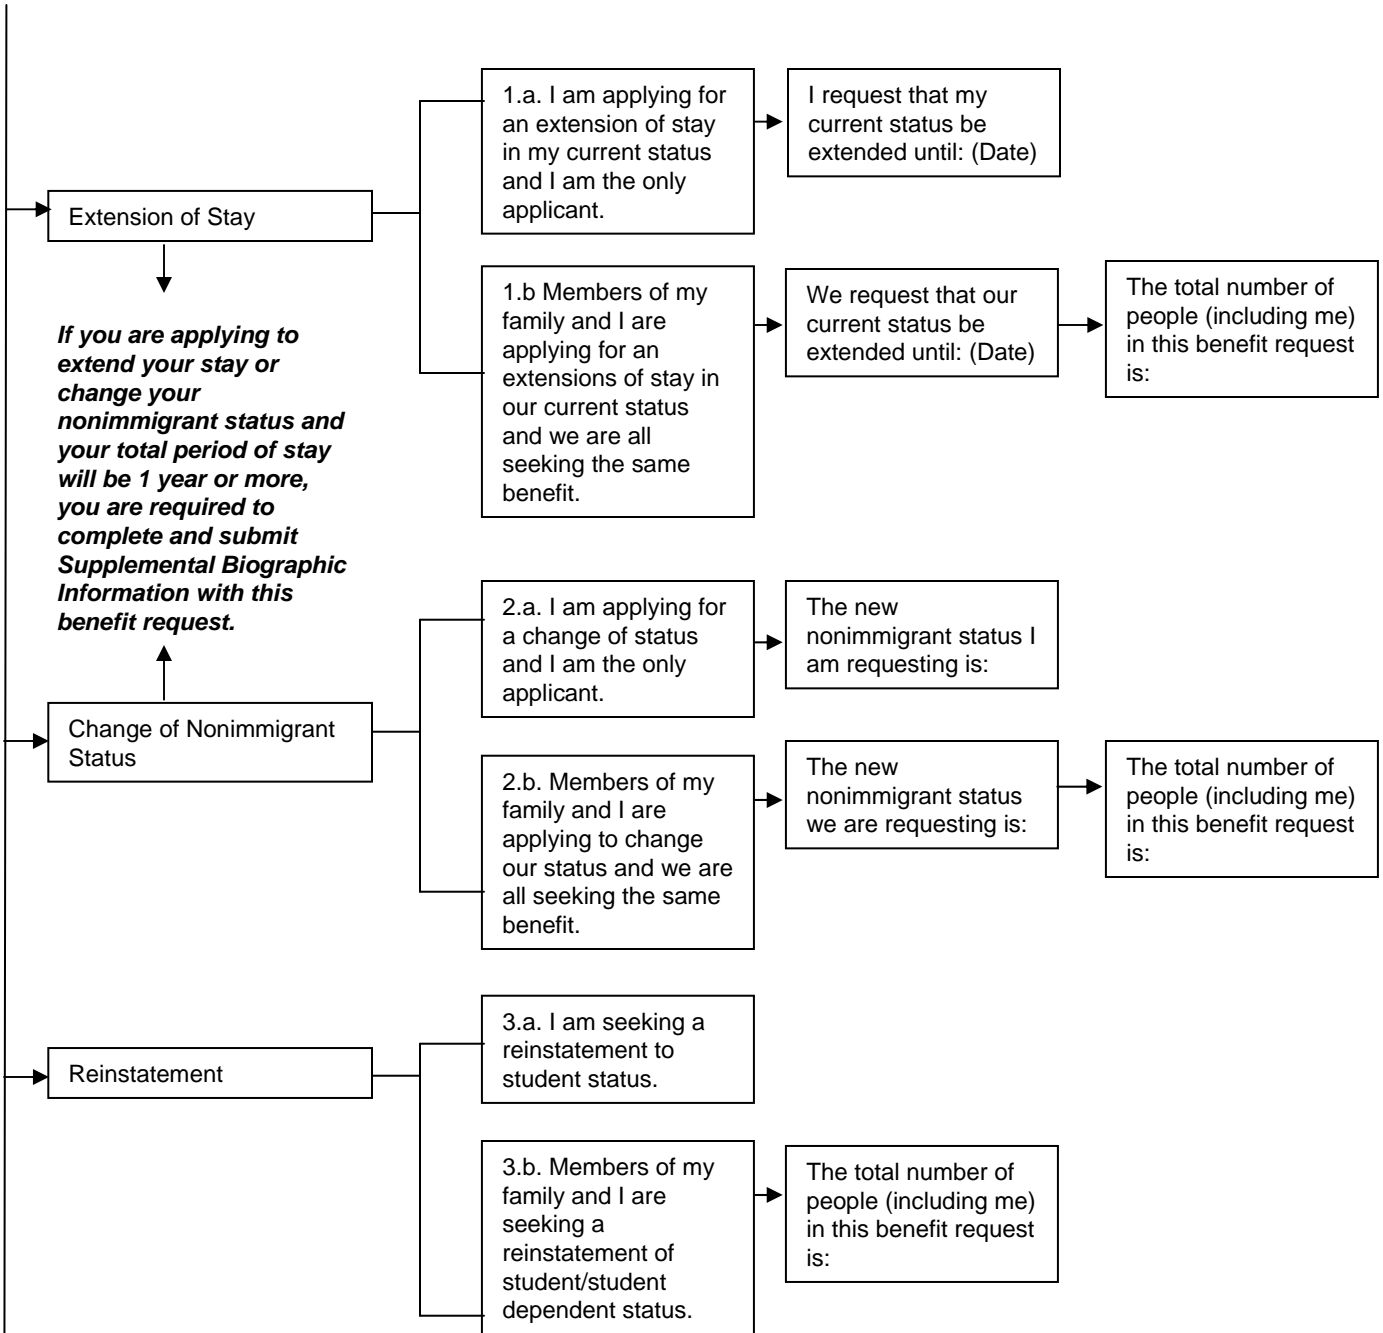 1.a. I am applying for
an extension of stay
in my current status
and I am the only
applicant.
I request that my
current status be
extended until: (Date)
Extension of Stay
1.b Members of my
family and I are
applying for an
extensions of stay in
our current status
and we are all
seeking the same
benefit.
We request that our
current status be
extended until: (Date)
The total number of
people (including me)
in this benefit request
is:
If you are applying to
extend your stay or
change your
nonimmigrant status and
your total period of stay
will be 1 year or more,
you are required to
complete and submit
Supplemental Biographic
Information with this
benefit request.
2.a. I am applying for
a change of status
and I am the only
applicant.
The new
nonimmigrant status I
am requesting is:
Change of Nonimmigrant
Status
2.b. Members of my
family and I are
applying to change
our status and we are
all seeking the same
benefit.
The new
nonimmigrant status
we are requesting is:
The total number of
people (including me)
in this benefit request
is:
3.a. I am seeking a
reinstatement to
student status.
Reinstatement
3.b. Members of my
family and I are
seeking a
reinstatement of
student/student
dependent status.
The total number of
people (including me)
in this benefit request
is: